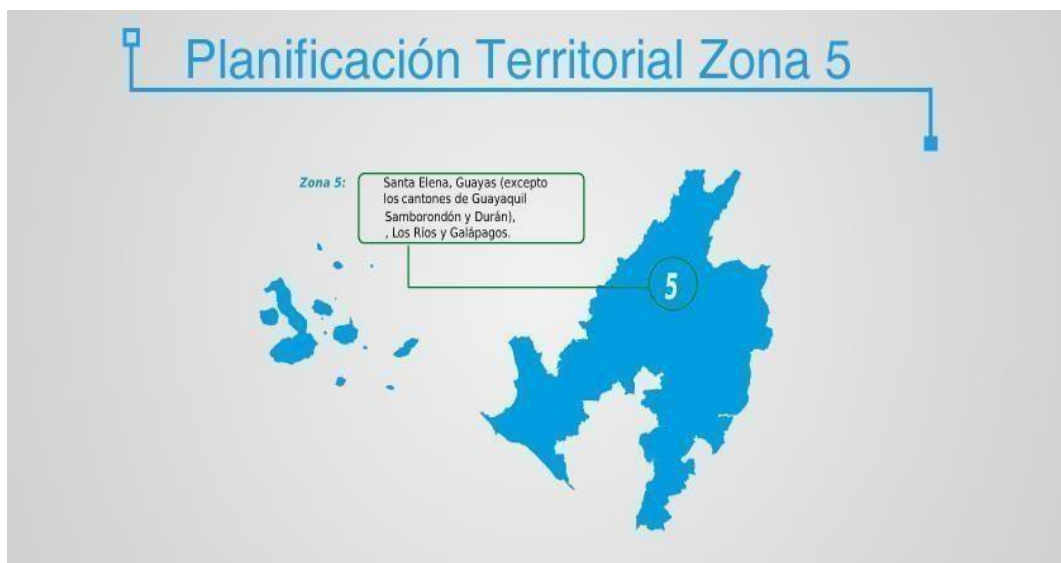 Planificación Territorial Zona 5
Zona 5:
Santa Elena, Guayas (excepto
los cantones de Guayaquil
Samborondón y Durán),
, Los Ríos y Galápagos.
5